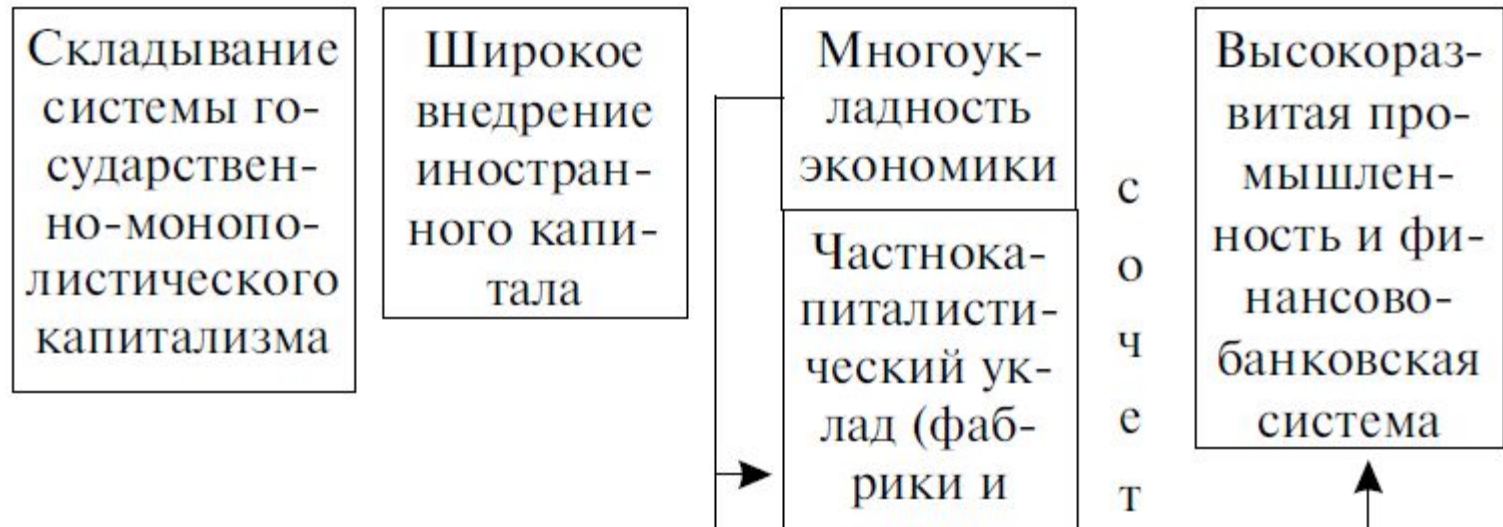 Складывание
системы го-
сударствен-
но-монопо-
листического
капитализма
Широкое
внедрение
иностран-
ного капи-
тала
Многоук-
ладность
экономики
Частнока-
питалисти-
ческий ук-
лад (фаб-
рики и
с
о
ч
е
т
Высокораз-
витая про-
мышлен-
ность и фи-
нансово-
банковская
система